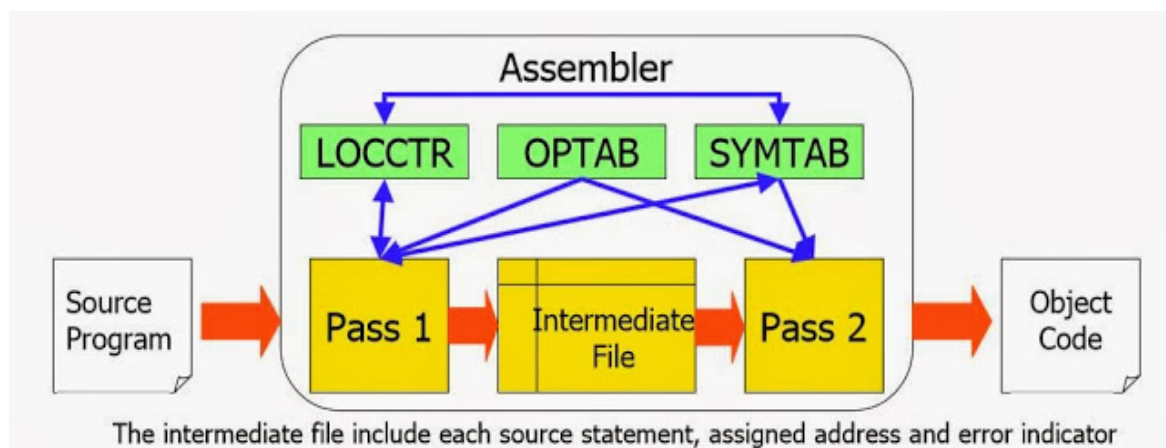 Assembler
LOCCTR
OPTAB
SYMTAB
Source
Program
Pass 1
Intermediate
File
Pass 2
Object
Code
The intermediate file include each source statement, assigned address and error indicator